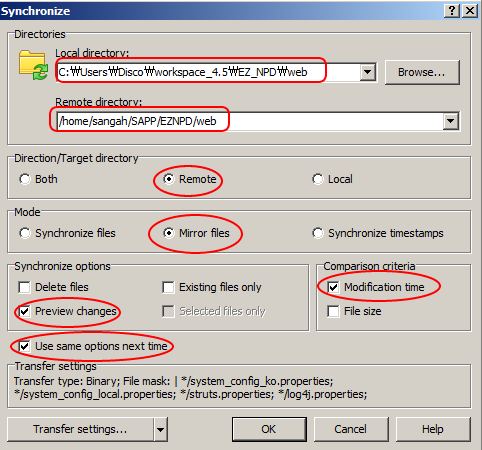 Synchronize
Directories
Local directory:
C:₩Users₩Disco₩workspace_4.5₩EZ_NPD₩web
Browse...
Remote directory:
/home/sangah/SAPP/EZNPD/web
Direction/Target directory
Both
Remote
Local
Mode
Synchronize files
Mirror files
Synchronize timestamps
Synchronize options
Comparison criteria
Delete files
Existing files only
Modification time
Preview changes
Selected files only
File size
Use same options next time
Transfer settings
Transfer type: Binary; File mask: | */system_config_ko.properties;
*/system_config_local.properties; */struts.properties; */log4j.properties;
Transfer settings...
OK
Cancel
Help